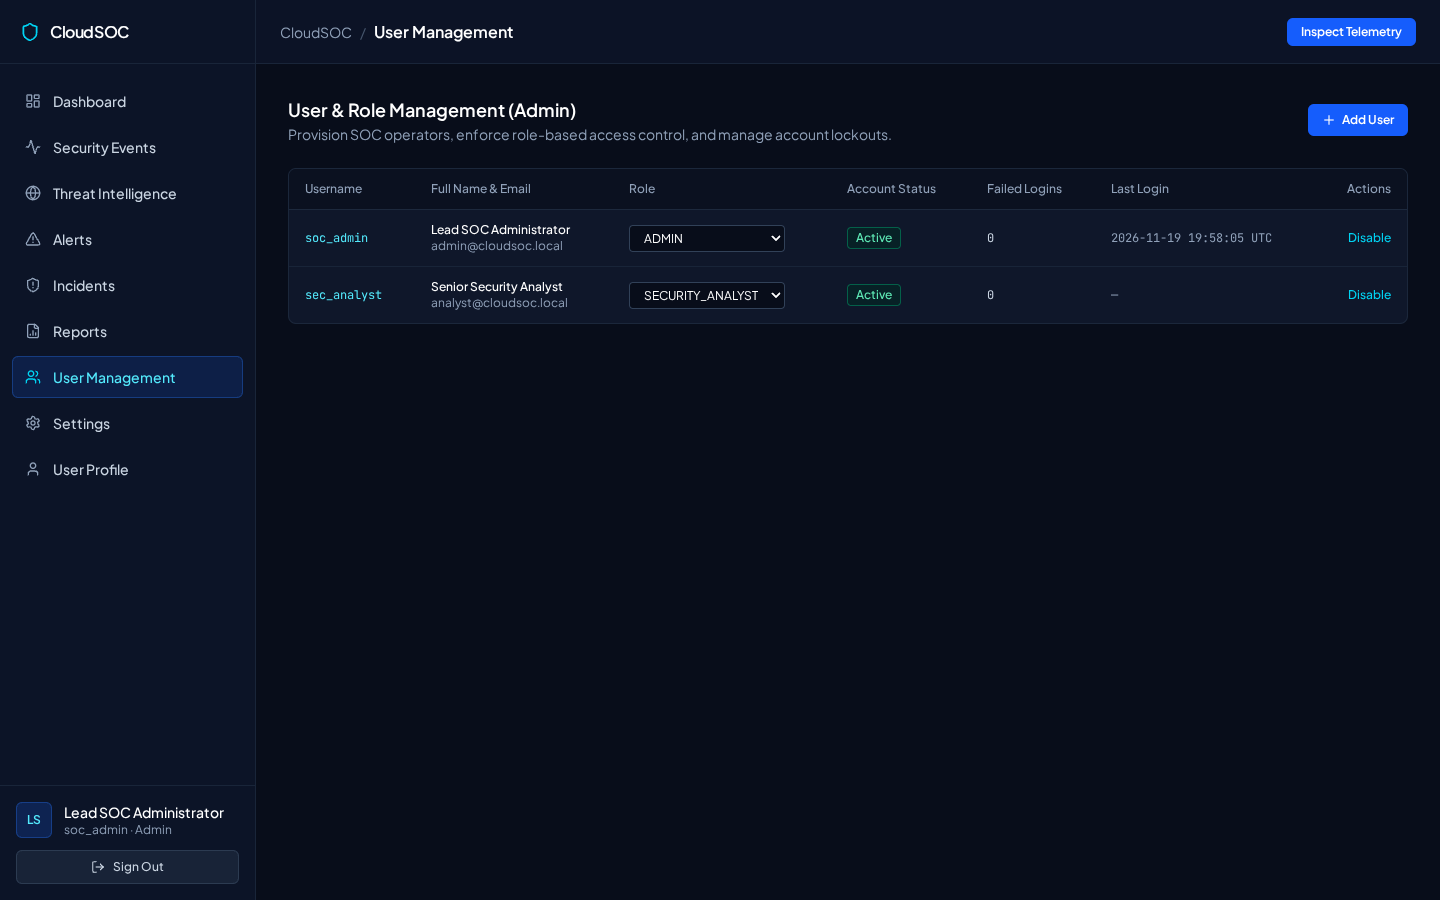 CloudSOC
CloudSOC / User Management
Inspect Telemetry
Dashboard
Security Events
Threat Intelligence
Alerts
Incidents
Reports
User Management
Settings
User Profile
User & Role Management (Admin)
Provision SOC operators, enforce role-based access control, and manage account lockouts.
Add User
Username Full Name & Email Role Account Status Failed Logins Last Login Actions
soc_admin Lead SOC Administrator ADMIN Active 0 2026-11-19 19:58:05 UTC Disable
admin@cloudsoc.local
sec_analyst Senior Security Analyst SECURITY_ANALYST Active 0 — Disable
analyst@cloudsoc.local
LS Lead SOC Administrator
soc_admin · Admin
Sign Out